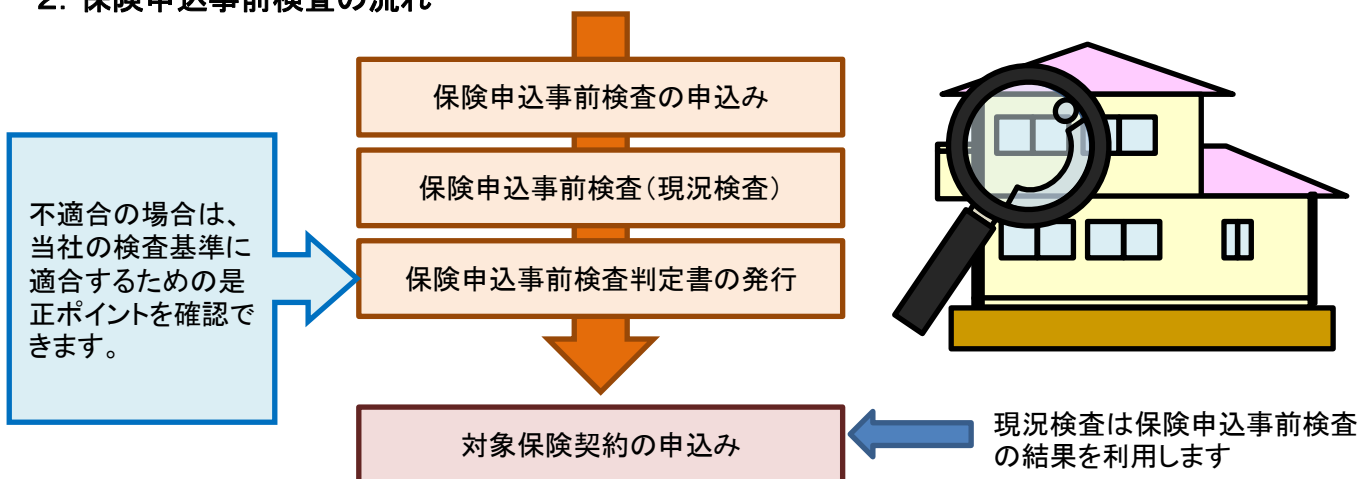 2. 保険申込事前検査の流れ
保険申込事前検査の申込み
保険申込事前検査(現況検査)
不適合の場合は、
当社の検査基準に
適合するための是
正ポイントを確認で
きます。
保険申込事前検査判定書の発行
対象保険契約の申込み
現況検査は保険申込事前検査
の結果を利用します